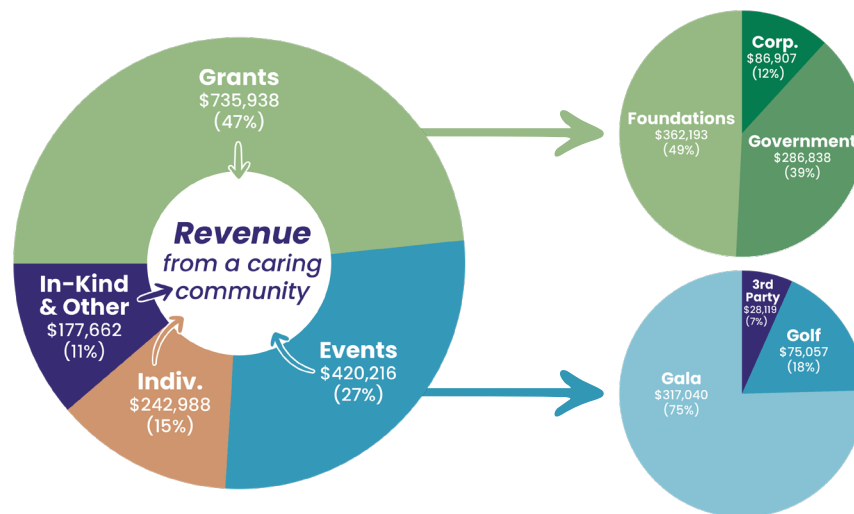 Grants
$735,938
(47%)
Revenue
from a caring
community
In-Kind
& Other
$177,662
(11%)
Indiv.
$242,988
(15%)
Events
$420,216
(27%)
Corp.
$86,907
(12%)
Foundations
$362,193
(49%)
Government
$286,838
(39%)
3rd
Party
$28,119
(7%)
Golf
$75,057
(18%)
Gala
$317,040
(75%)